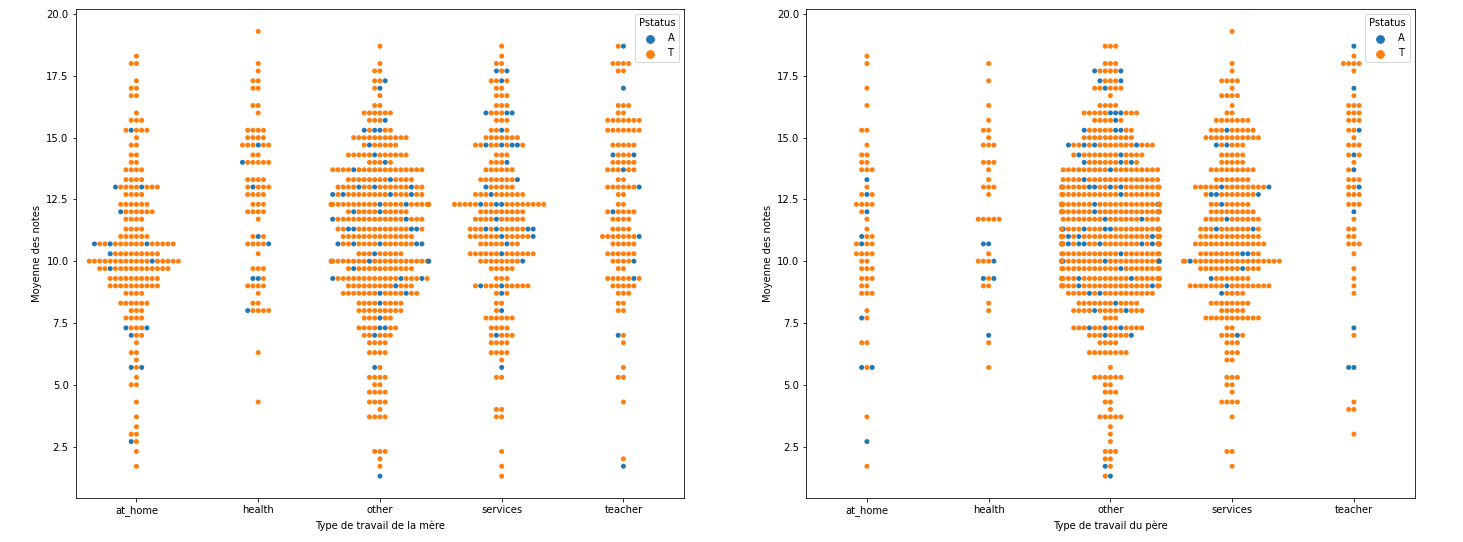 20.0
17.5
15.0
12.5
10.0
7.5
5.0
2.5
Moyenne des notes
at_home health other services teacher
Type de travail de la mère
Pstatus
A
T
20.0
17.5
15.0
12.5
10.0
7.5
5.0
2.5
Moyenne des notes
at_home health other services teacher
Type de travail du père
Pstatus
A
T